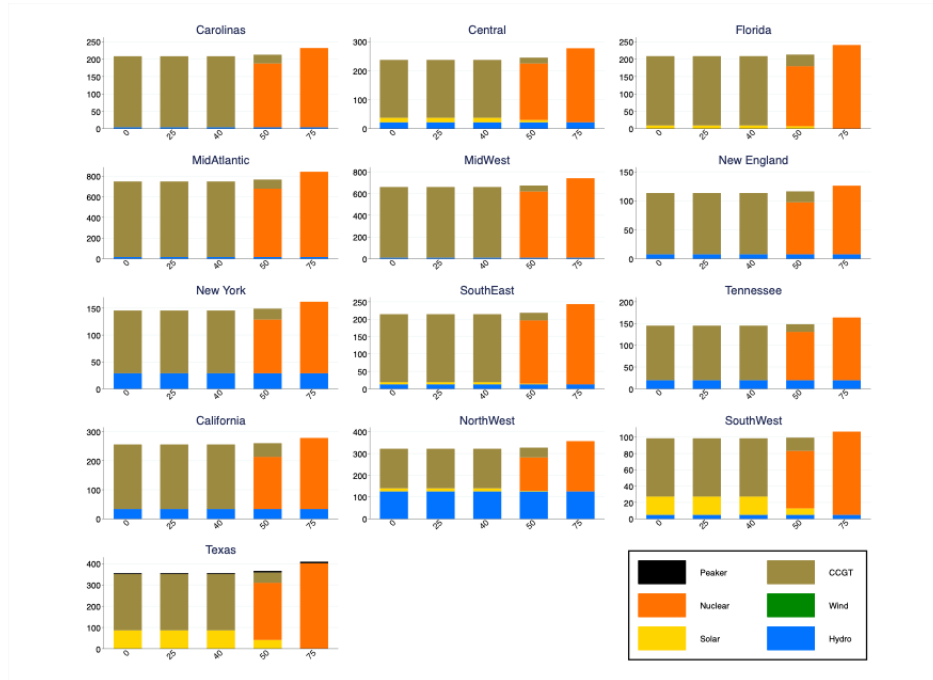 Carolinas
250
200
150
100
50
0
0 25 40 50 75
Central
300
200
100
0
0 25 40 50 75
Florida
250
200
150
100
50
0
0 25 40 50 75
MidAtlantic
800
600
400
200
0
0 25 40 50 75
MidWest
800
600
400
200
0
0 25 40 50 75
New England
150
100
50
0
0 25 40 50 75
New York
150
100
50
0
0 25 40 50 75
SouthEast
250
200
150
100
50
0
0 25 40 50 75
Tennessee
200
150
100
50
0
0 25 40 50 75
California
300
200
100
0
0 25 40 50 75
NorthWest
400
300
200
100
0
0 25 40 50 75
SouthWest
100
80
60
40
20
0
0 25 40 50 75
Texas
400
300
200
100
0
0 25 40 50 75
Peaker CCGT
Nuclear Wind
Solar Hydro